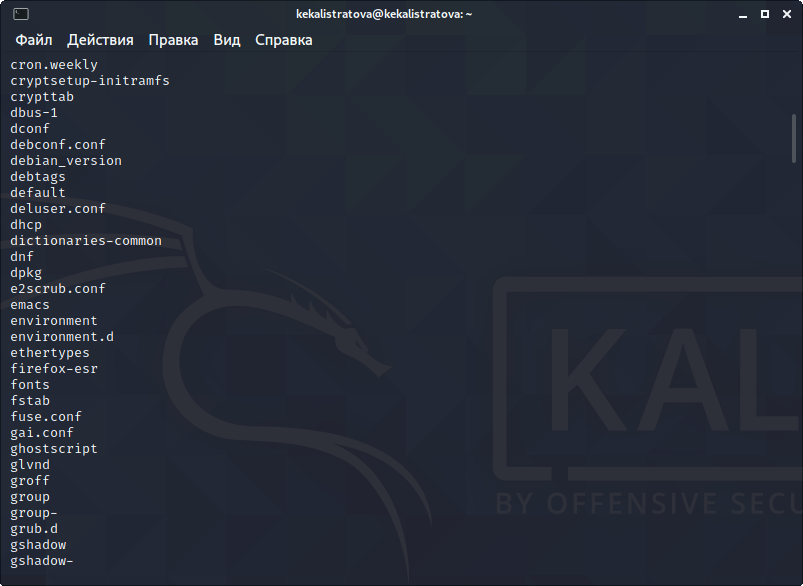 kekalistratova@kekalistratova: ~
Файл Действия Правка Вид Справка
cron.weekly
cryptsetup-initramfs
crypttab
dbus-1
dconf
debconf.conf
debian_version
debtags
default
deluser.conf
dhcp
dictionaries-common
dnf
dpkg
e2scrub.conf
emacs
environment
environment.d
ethertypes
firefox-esr
fonts
fstab
fuse.conf
gai.conf
ghostscript
glvnd
groff
group
group-
grub.d
gshadow
gshadow-
KAL
BY OFFENSIVE SECU